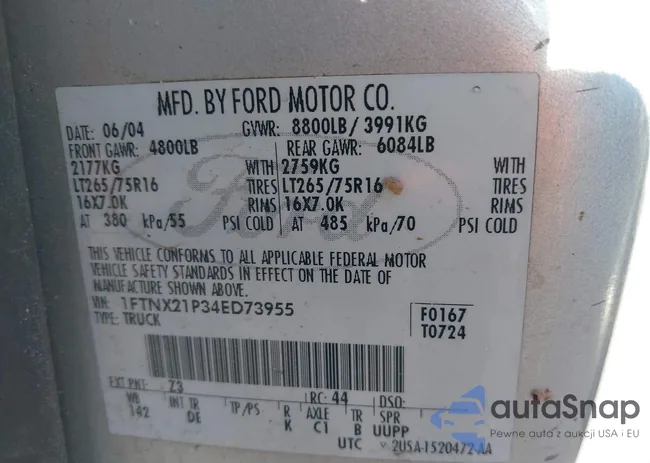 MFD. BY FORD MOTOR CO.
DATE: 06/04 GVWR: 8800LB/ 3991KG
FRONT GAWR: 4800LB REAR GAWR: 6084LB
2177KG WITH 2759KG WITH
LT265/75R16 TIRES LT265/75R16 TIRES
16X7.0K RIMS 16X7.0K RIMS
AT 380 kPa/55 PSI COLD AT 485 kPa/70 PSI COLD
THIS VEHICLE CONFORMS TO ALL APPLICABLE FEDERAL MOTOR
VEHICLE SAFETY STANDARDS IN EFFECT ON THE DATE OF
MANUFACTURE SHOWN ABOVE.
VIN: 1FTNX21P34ED73955 F0167
TYPE: TRUCK T0724
EXT PNT: Z3 RC: 44 DSO:
WB INT TR TP/PS R AXLE TR SPR
142 DE K C1 B UUPP
UTC
2USA-1520472-AA
Ford
autoSnap
Pewne auto z USA i EU